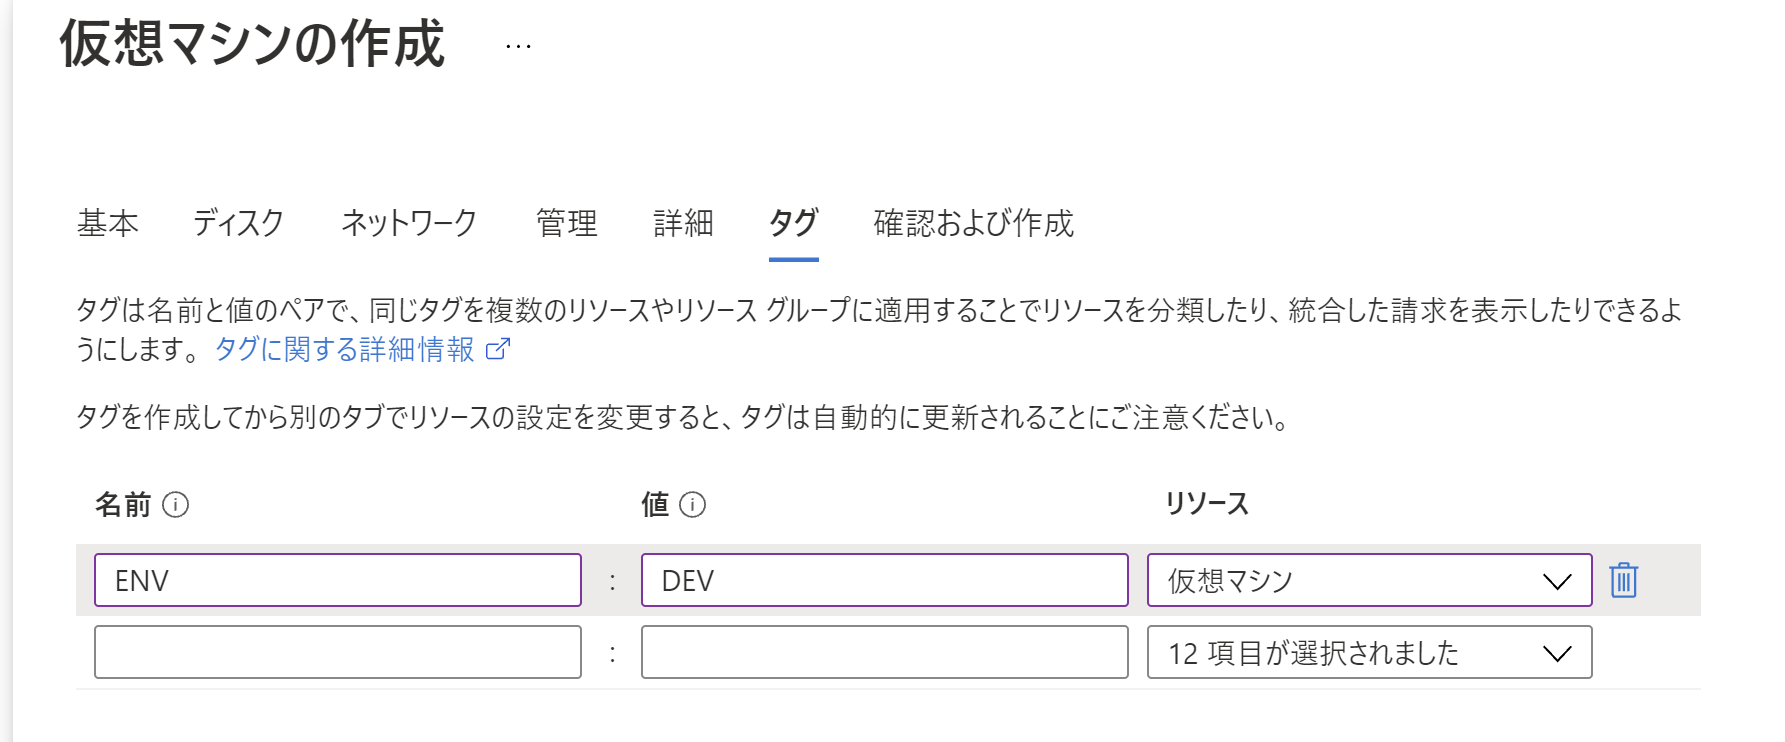 仮想マシンの作成 …
基本 ディスク ネットワーク 管理 詳細 タグ 確認および作成
タグは名前と値のペアで、同じタグを複数のリソースやリソース グループに適用することでリソースを分類したり、統合した請求を表示したりできるよ
うにします。 タグに関する詳細情報
タグを作成してから別のタブでリソースの設定を変更すると、タグは自動的に更新されることにご注意ください。
名前 値 リソース
ENV : DEV 仮想マシン
: 12 項目が選択されました